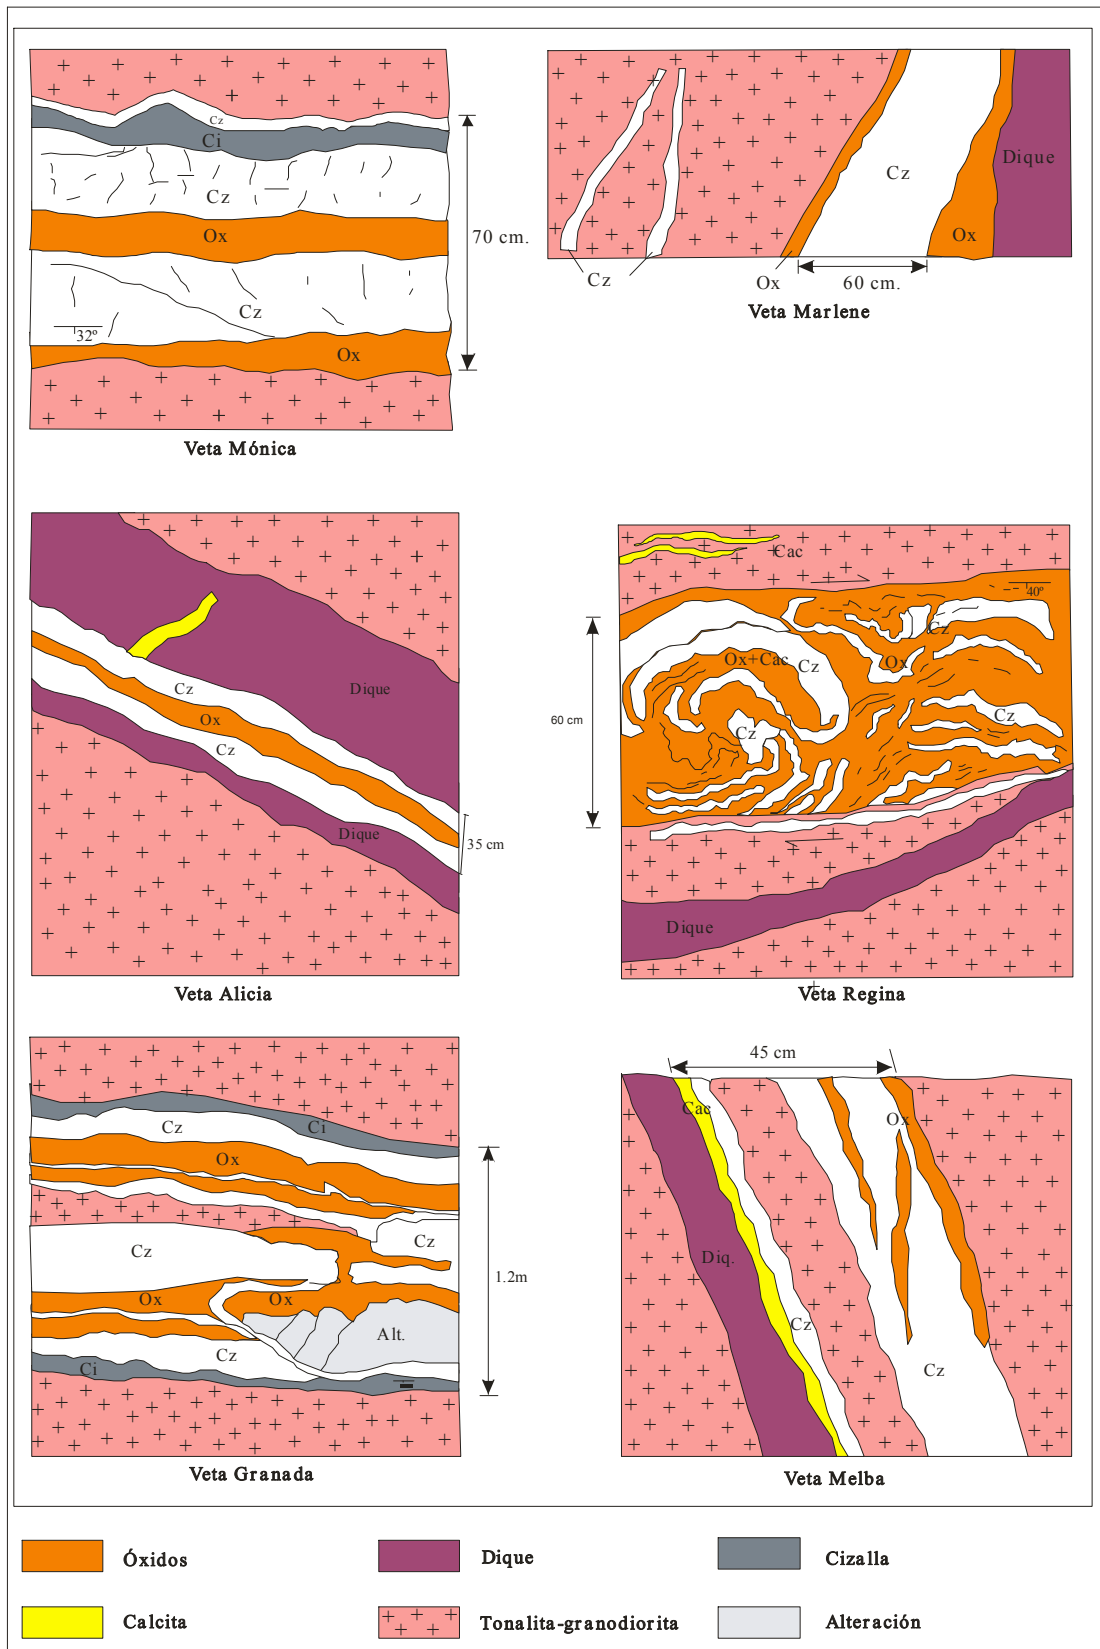 Cz
Ci
Cz
Ox
70 cm.
Cz
32º
Ox
Veta Mónica
Cz
Dique
Ox
Cz
Ox
60 cm.
Veta Marlene
Cz
Dique
Ox
Cz
Dique
35 cm
Veta Alicia
Cac
40º
Cz
Ox+Cac
Cz
Ox
60 cm
Cz
Cz
Dique
Veta Regina
Cz
Ci
Ox
Cz
Cz
1.2m
Ox
Ox
Alt.
Cz
Ci
Veta Granada
45 cm
Cac
Ox
Diq.
Cz
Cz
Veta Melba
Óxidos
Dique
Cizalla
Calcita
Tonalita-granodiorita
Alteración